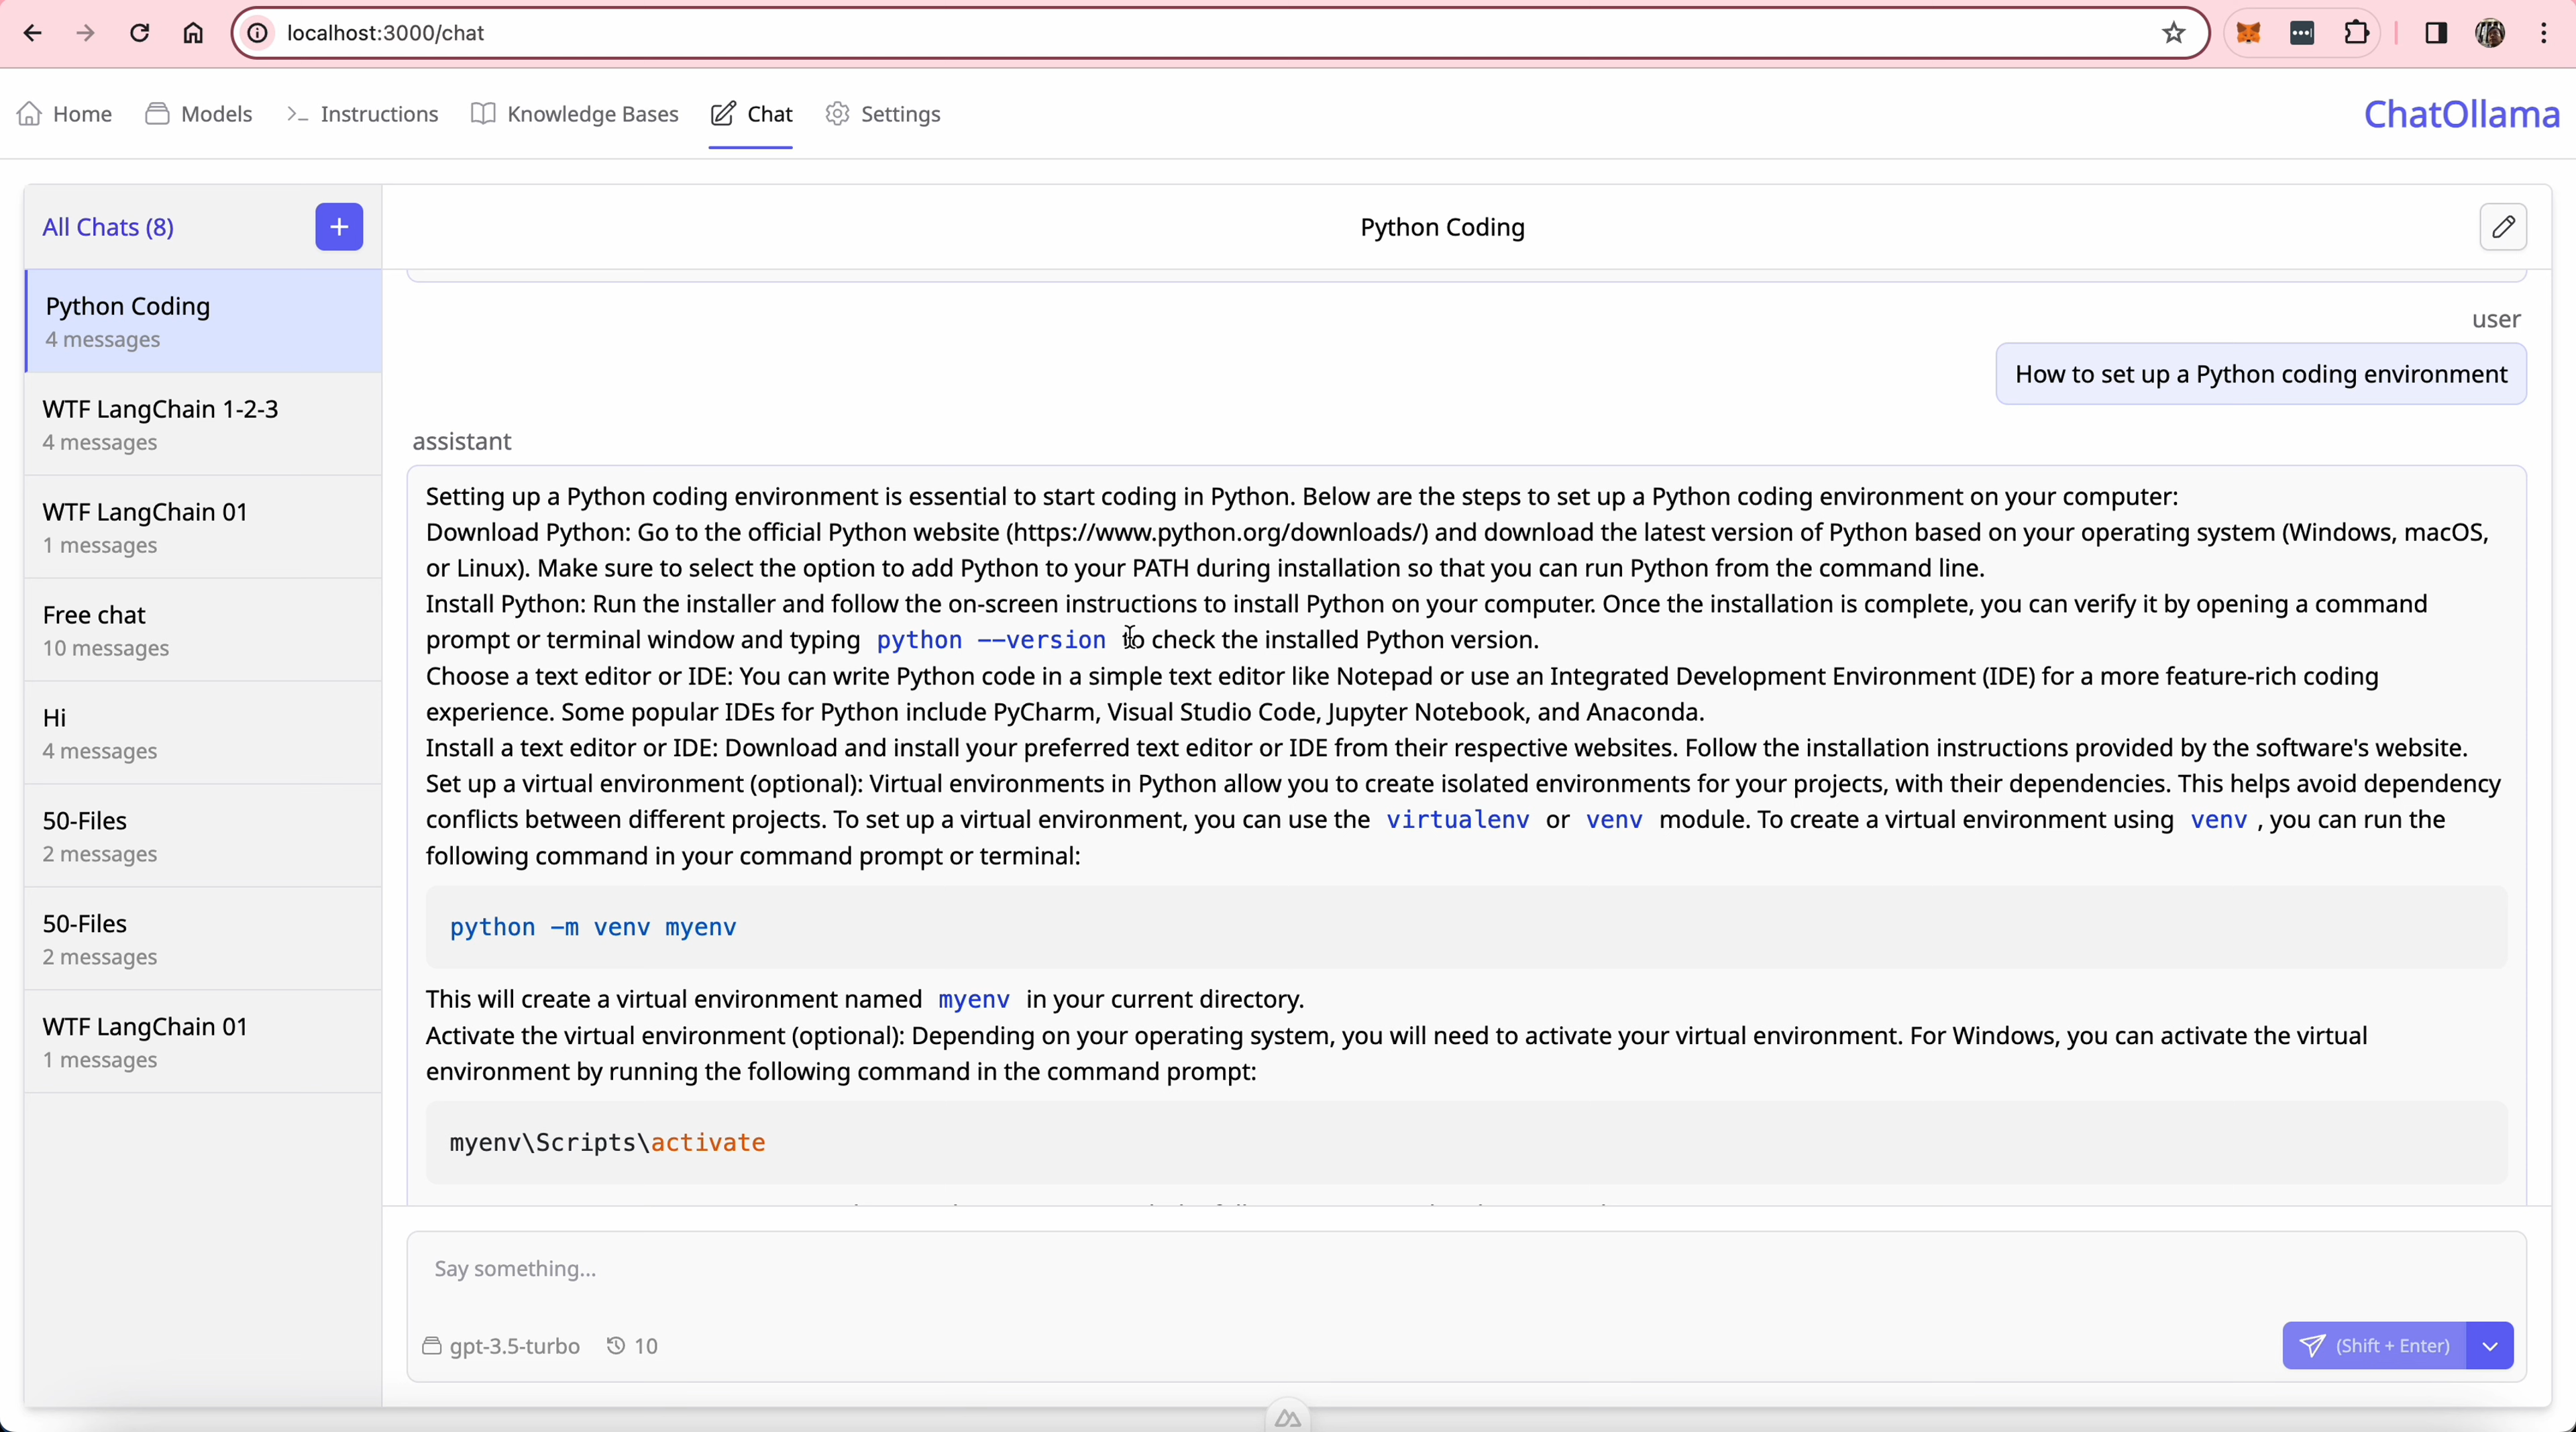 localhost:3000/chat
Home
Models
Instructions
Knowledge Bases
Chat
Settings
ChatOllama
All Chats (8)
Python Coding
4 messages
WTF LangChain 1-2-3
4 messages
WTF LangChain 01
1 messages
Free chat
10 messages
Hi
4 messages
50-Files
2 messages
50-Files
2 messages
WTF LangChain 01
1 messages
Python Coding
user
How to set up a Python coding environment
assistant
Setting up a Python coding environment is essential to start coding in Python. Below are the steps to set up a Python coding environment on your computer:
Download Python: Go to the official Python website (https://www.python.org/downloads/) and download the latest version of Python based on your operating system (Windows, macOS,
or Linux). Make sure to select the option to add Python to your PATH during installation so that you can run Python from the command line.
Install Python: Run the installer and follow the on-screen instructions to install Python on your computer. Once the installation is complete, you can verify it by opening a command
prompt or terminal window and typing python --version to check the installed Python version.
Choose a text editor or IDE: You can write Python code in a simple text editor like Notepad or use an Integrated Development Environment (IDE) for a more feature-rich coding
experience. Some popular IDEs for Python include PyCharm, Visual Studio Code, Jupyter Notebook, and Anaconda.
Install a text editor or IDE: Download and install your preferred text editor or IDE from their respective websites. Follow the installation instructions provided by the software's website.
Set up a virtual environment (optional): Virtual environments in Python allow you to create isolated environments for your projects, with their dependencies. This helps avoid dependency
conflicts between different projects. To set up a virtual environment, you can use the virtualenv or venv module. To create a virtual environment using venv , you can run the
following command in your command prompt or terminal:
python -m venv myenv
This will create a virtual environment named myenv in your current directory.
Activate the virtual environment (optional): Depending on your operating system, you will need to activate your virtual environment. For Windows, you can activate the virtual
environment by running the following command in the command prompt:
myenv\Scripts\activate
Say something...
gpt-3.5-turbo
10
(Shift + Enter)